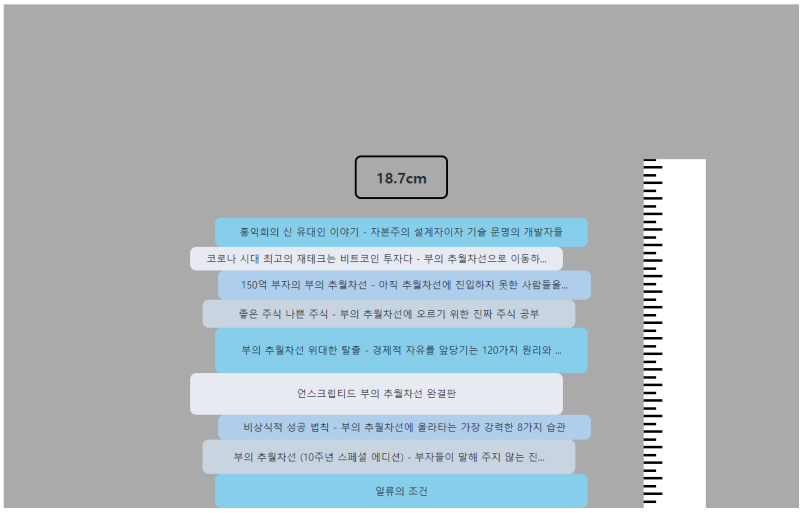 18.7cm
홍익희의 신 유대인 이야기 - 자본주의 설계자이자 기술 문명의 개발자들
코로나 시대 최고의 재테크는 비트코인 투자다 - 부의 추월차선으로 이동하...
150억 부자의 부의 추월차선 - 아직 추월차선에 진입하지 못한 사람들을...
좋은 주식 나쁜 주식 - 부의 추월차선에 오르기 위한 진짜 주식 공부
부의 추월차선 위대한 탈출 - 경제적 자유를 앞당기는 120가지 원리와 ...
언스크립티드 부의 추월차선 완결판
비상식적 성공 법칙 - 부의 추월차선에 올라타는 가장 강력한 8가지 습관
부의 추월차선 (10주년 스페셜 에디션) - 부자들이 말해 주지 않는 진...
일류의 조건